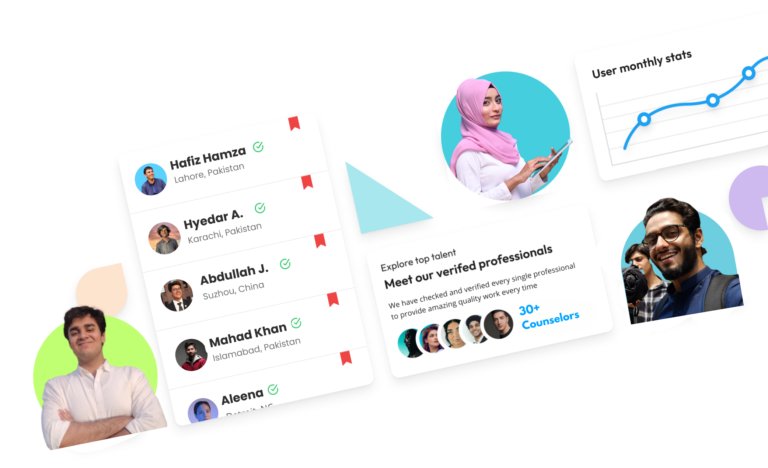 Hafiz Hamza
Lahore, Pakistan
Hyedar A.
Karachi, Pakistan
Abdullah J.
Suzhou, China
Mahad Khan
Islamabad, Pakistan
Aleena
User monthly stats
Explore top talent
Meet our verifed professionals
We have checked and verified every single professional
to provide amazing quality work every time
30+
Counselors